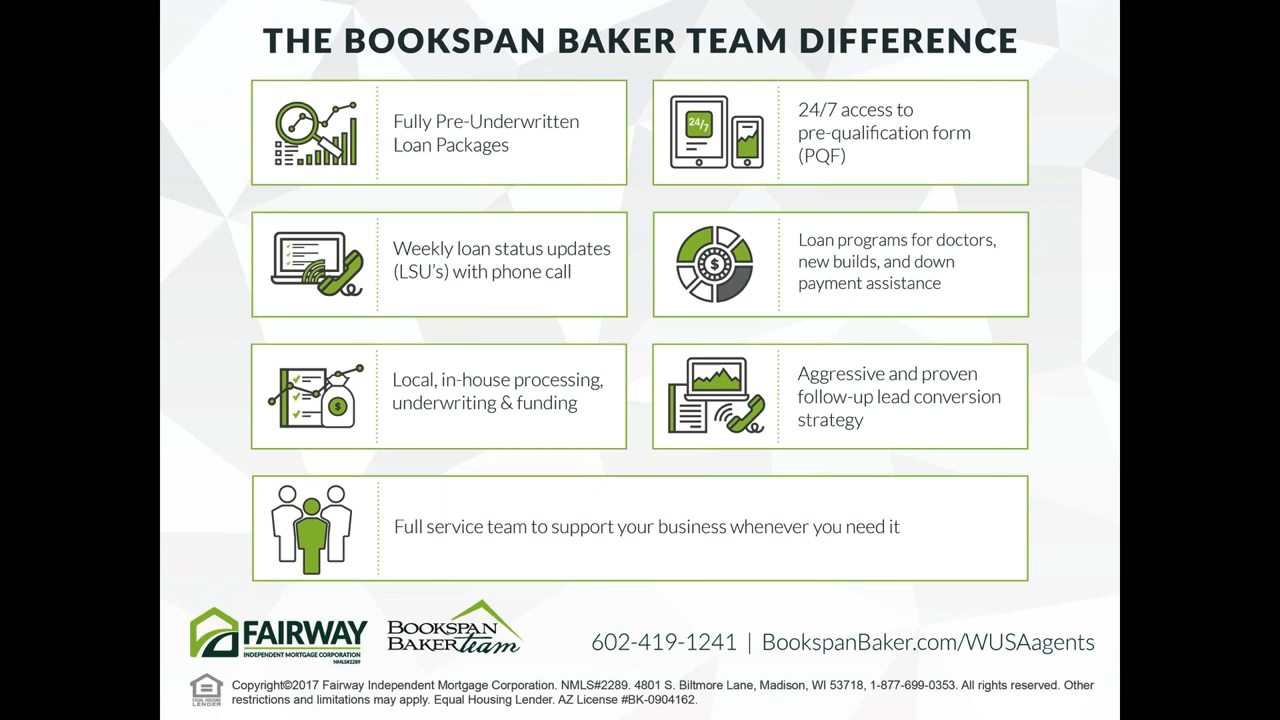 THE BOOKSPAN BAKER TEAM DIFFERENCE
Fully Pre-Underwritten
Loan Packages
24/7
24/7 access to
pre-qualification form
(PQF)
Weekly loan status updates
(LSU's) with phone call
$
Loan programs for doctors,
new builds, and down
payment assistance
$
Local, in-house processing,
underwriting & funding
Aggressive and proven
follow-up lead conversion
strategy
Full service team to support your business whenever you need it
FAIRWAY
INDEPENDENT MORTGAGE CORPORATION
NMLS#2289
BOOKSPAN
BAKER team
602-419-1241 | BookspanBaker.com/WUSAagents
EQUAL HOUSING
LENDER
Copyright©2017 Fairway Independent Mortgage Corporation. NMLS#2289. 4801 S. Biltmore Lane, Madison, WI 53718, 1-877-699-0353. All rights reserved. Other
restrictions and limitations may apply. Equal Housing Lender. AZ License #BK-0904162.